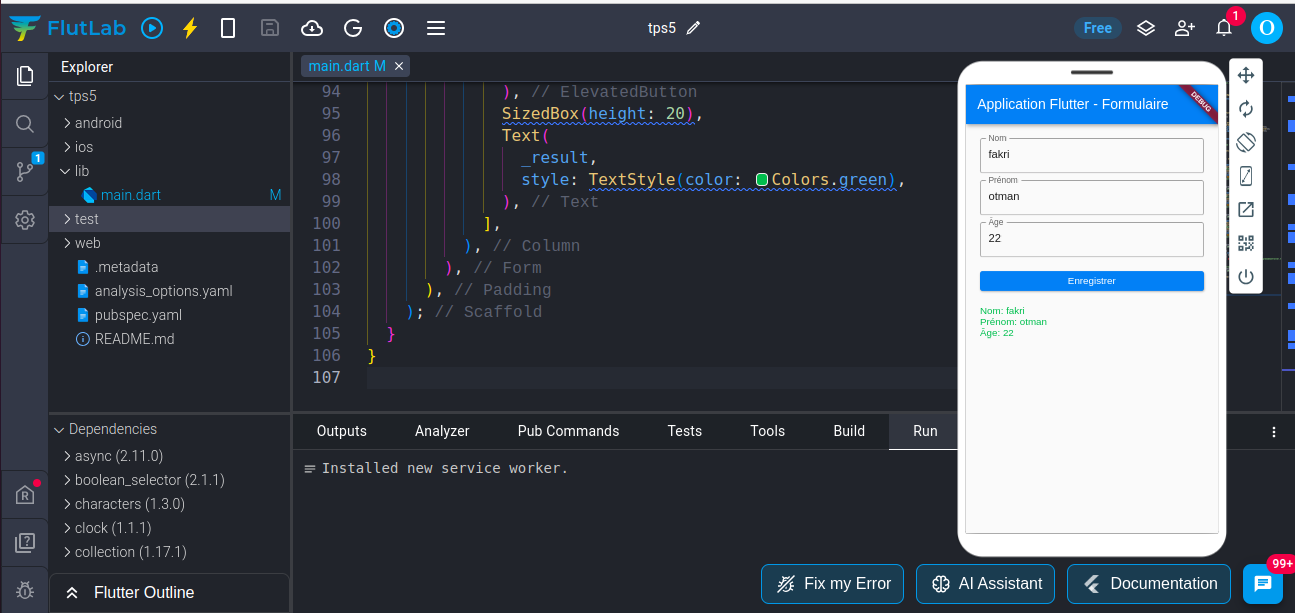 FlutLab
tps5
Free
1
O
Explorer
tps5
android
ios
lib
main.dart M
test
web
.metadata
analysis_options.yaml
pubspec.yaml
README.md
1
Dependencies
async (2.11.0)
boolean_selector (2.1.1)
characters (1.3.0)
clock (1.1.1)
collection (1.17.1)
Flutter Outline
main.dart M
94 ), // ElevatedButton
95 SizedBox(height: 20),
96 Text(
97 _result,
98 style: TextStyle(color: Colors.green),
99 ), // Text
100 ],
101 ), // Column
102 ), // Form
103 ), // Padding
104 ); // Scaffold
105 }
106 }
107
Outputs Analyzer Pub Commands Tests Tools Build Run
Installed new service worker.
Application Flutter - Formulaire
DEBUG
Nom
fakri
Prénom
otman
Âge
22
Enregistrer
Nom: fakri
Prénom: otman
Âge: 22
Fix my Error
AI Assistant
Documentation
99+
R